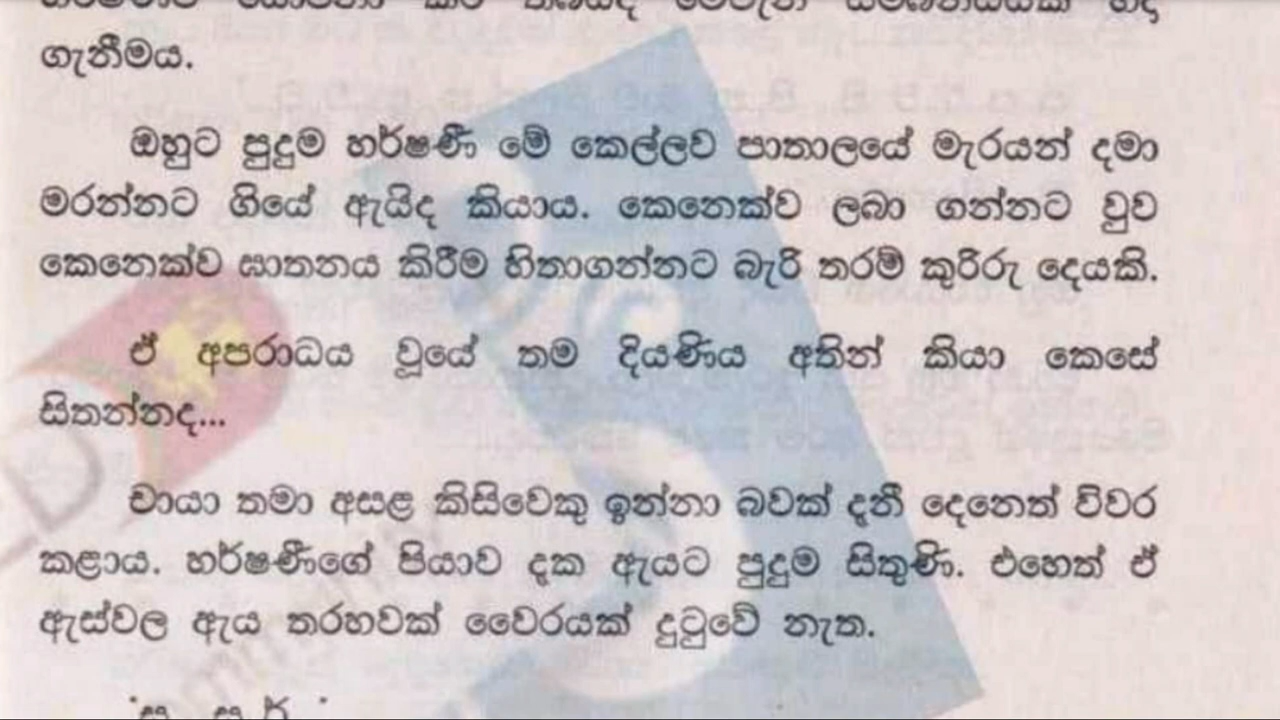 ගැනීමය.
ඔහුට පුදුම හර්ෂණී මේ කෙල්ලව පාතාලයේ මැරයන් දමා
මරන්නට ගියේ ඇයිද කියාය. කෙනෙක්ව ලබා ගන්නට වුව
කෙනෙක්ව ඝාතනය කිරීම හිතාගන්නට බැරි තරම් කුරිරු දෙයකි.
ඒ අපරාධය වූයේ තම දියණිය අතින් කියා කෙසේ
සිතන්නද...
චායා තමා අසළ කිසිවෙකු ඉන්නා බවක් දැනී දෙනෙත් විවර
කළාය. හර්ෂණීගේ පියාව දැක ඇයට පුදුම සිතුණි. එහෙත් ඒ
ඇස්වල ඇය තරහවක් වෛරයක් දුටුවේ නැත.